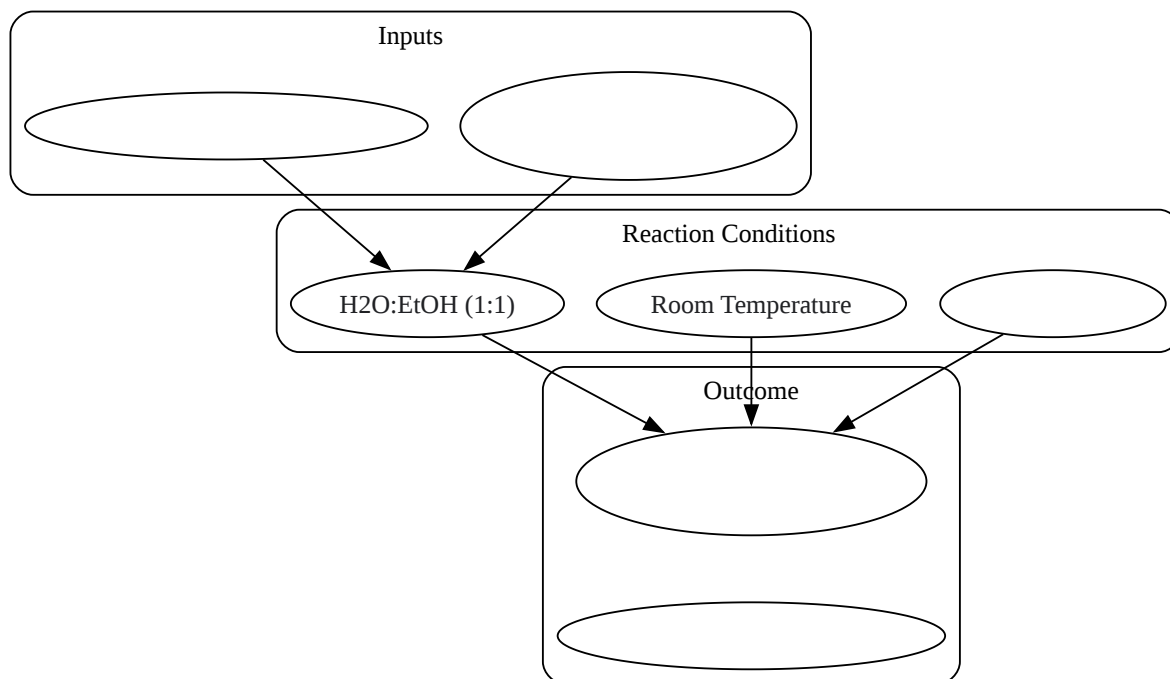 Inputs
Reaction Conditions
H2O:EtOH (1:1)
Room Temperature
Outcome